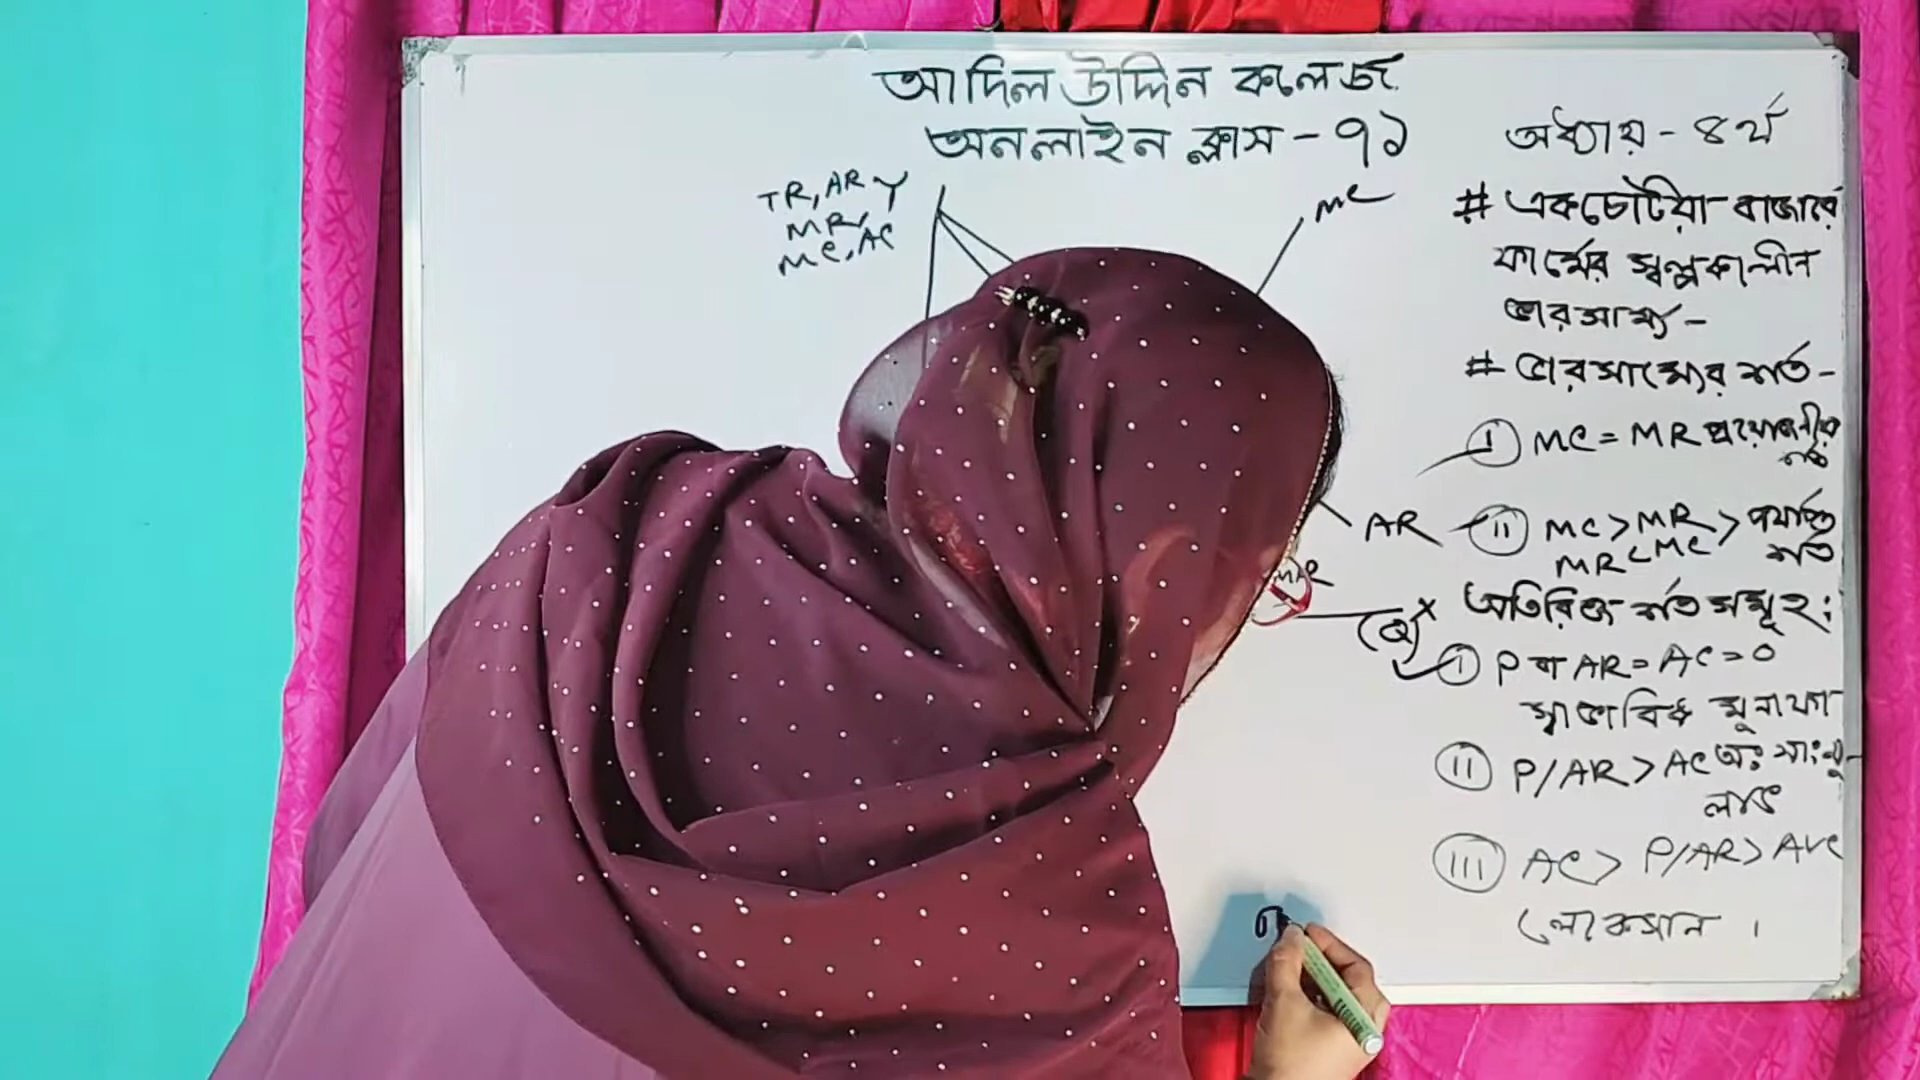 আদিল উদ্দিন কলেজ
অনলাইন ক্লাস - ৭১
TR, AR Y
MR,
MC, AC
MC
AR
MR
(Q) X
অধ্যায় - ৪র্থ
# একচেটিয়া বাজারে
ফার্মের স্বল্পকালীন
ভারসাম্য -
# ভারসাম্যের শর্ত -
(i) MC = MR প্রয়োজনীয়
শর্ত
(ii) MC > MR > পর্যাপ্ত
MR < MC শর্ত
অতিরিক্ত শর্ত সমূহ:
(i) P বা AR = AC = 0
স্বাভাবিক মুনাফা
(ii) P/AR > AC
লাভ
(iii) AC > P/AR > AVC
লোকসান ।